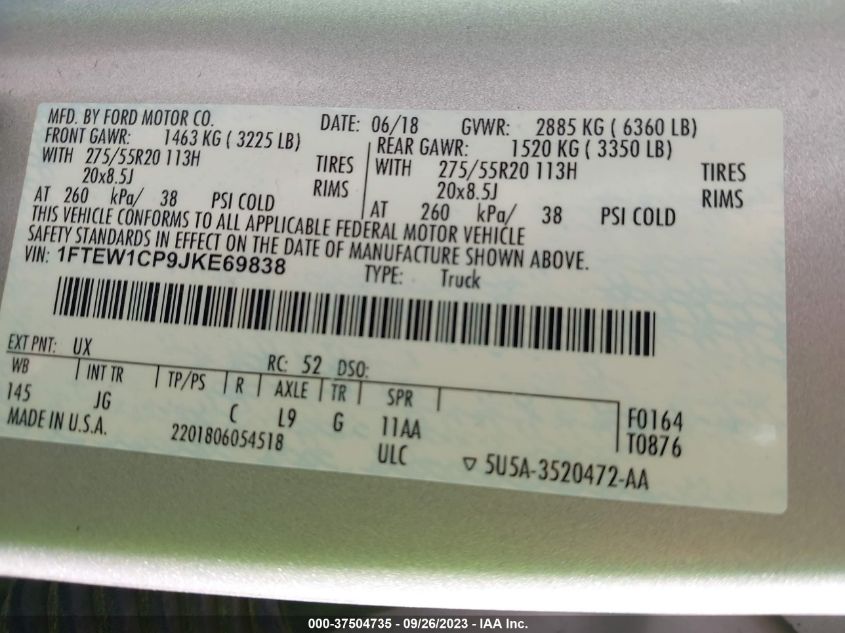 MFD. BY FORD MOTOR CO. DATE: 06/18 GVWR: 2885 KG ( 6360 LB)
FRONT GAWR: 1463 KG ( 3225 LB) REAR GAWR: 1520 KG ( 3350 LB)
WITH 275/55R20 113H TIRES WITH 275/55R20 113H TIRES
20x8.5J RIMS 20x8.5J RIMS
AT 260 kPa/ 38 PSI COLD AT 260 kPa/ 38 PSI COLD
THIS VEHICLE CONFORMS TO ALL APPLICABLE FEDERAL MOTOR VEHICLE
SAFETY STANDARDS IN EFFECT ON THE DATE OF MANUFACTURE SHOWN ABOVE.
VIN: 1FTEW1CP9JKE69838 TYPE: Truck
EXT PNT: UX RC: 52 DSO:
WB INT TR TP/PS R AXLE TR SPR
145 JG C L9 G 11AA F0164
MADE IN U.S.A. 2201806054518 ULC T0876
▽ 5U5A-3520472-AA
000-37504735 - 09/26/2023 - IAA Inc.